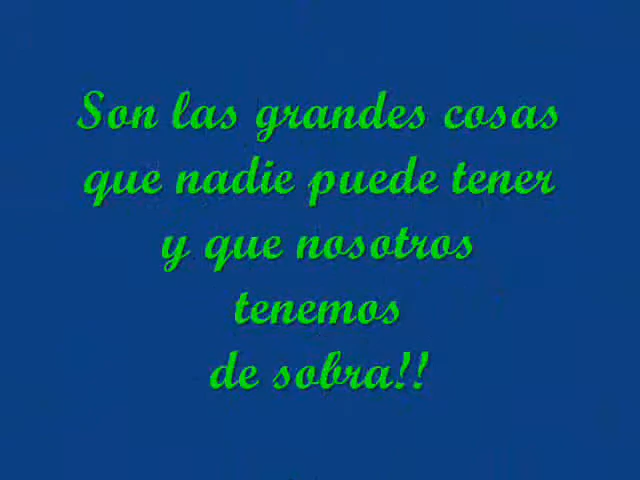 Son las grandes cosas
que nadie puede tener
y que nosotros
tenemos
de sobra!!